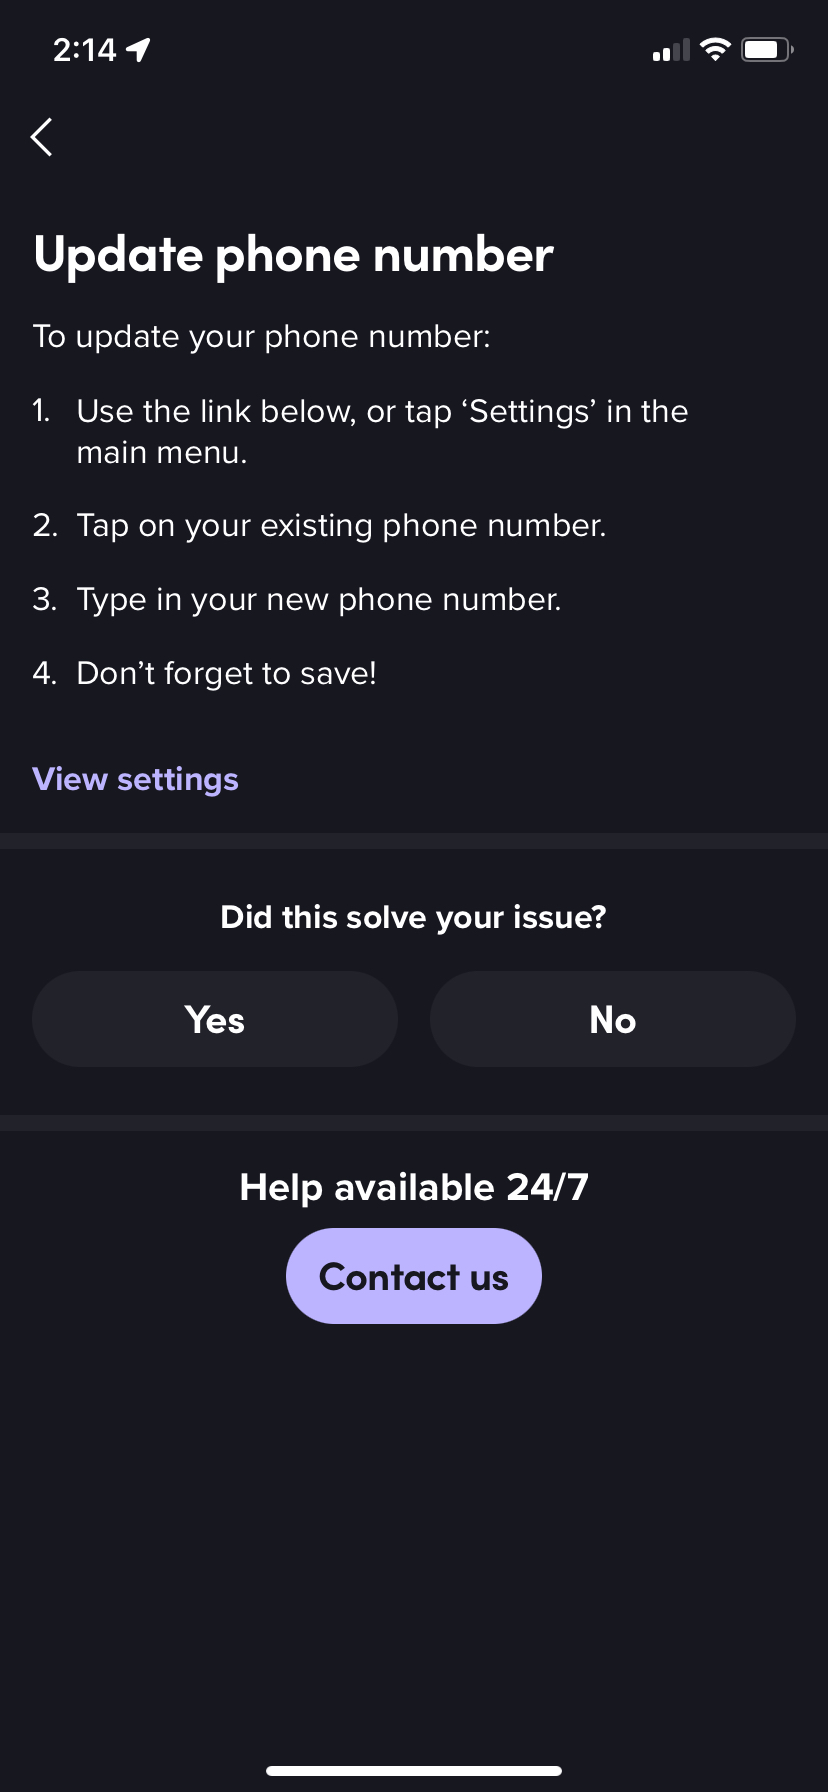 2:14
Update phone number
To update your phone number:
1. Use the link below, or tap ‘Settings’ in the
main menu.
2. Tap on your existing phone number.
3. Type in your new phone number.
4. Don’t forget to save!
View settings
Did this solve your issue?
Yes
No
Help available 24/7
Contact us